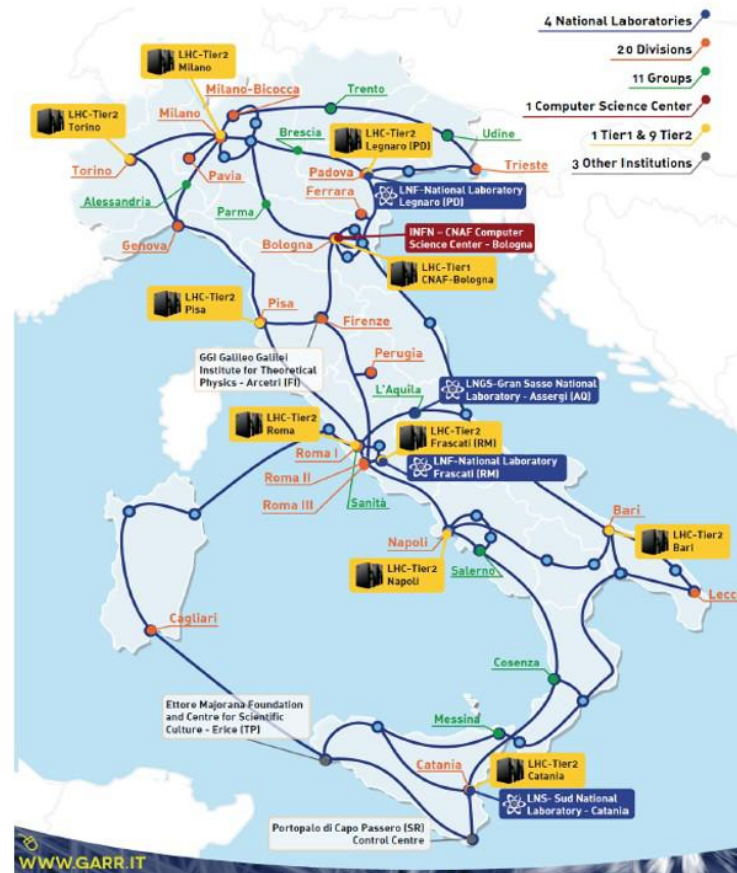 4 National Laboratories
20 Divisions
11 Groups
1 Computer Science Center
1 Tier1 & 9 Tier2
3 Other Institutions
LHC-Tier2
Milano
Milano-Bicocca
Trento
LHC-Tier2
Torino
Milano
Brescia
LHC-Tier2
Legnaro (PD)
Udine
Torino
Pavia
Padova
Trieste
Alessandria
Parma
Ferrara
LNF-National Laboratory
Legnaro (PD)
Genova
Bologna
INFN - CNAF Computer
Science Center - Bologna
LHC-Tier1
CNAF-Bologna
LHC-Tier2
Pisa
Pisa
Firenze
GGI Galileo Galilei
Institute for Theoretical
Physics - Arcetri (FI)
Perugia
L'Aquila
LNGS-Gran Sasso National
Laboratory - Assergi (AQ)
LHC-Tier2
Roma
Roma I
LHC-Tier2
Frascati (RM)
LNF-National Laboratory
Frascati (RM)
Roma II
Roma III
Sanità
Bari
LHC-Tier2
Bari
Napoli
LHC-Tier2
Napoli
Salerno
Lecc
Cagliari
Cosenza
Ettore Majorana Foundation
and Centre for Scientific
Culture - Erice (TP)
Messina
Catania
LHC-Tier2
Catania
LNS- Sud National
Laboratory - Catania
Portopalo di Capo Passero (SR)
Control Centre
WWW.GARR.IT